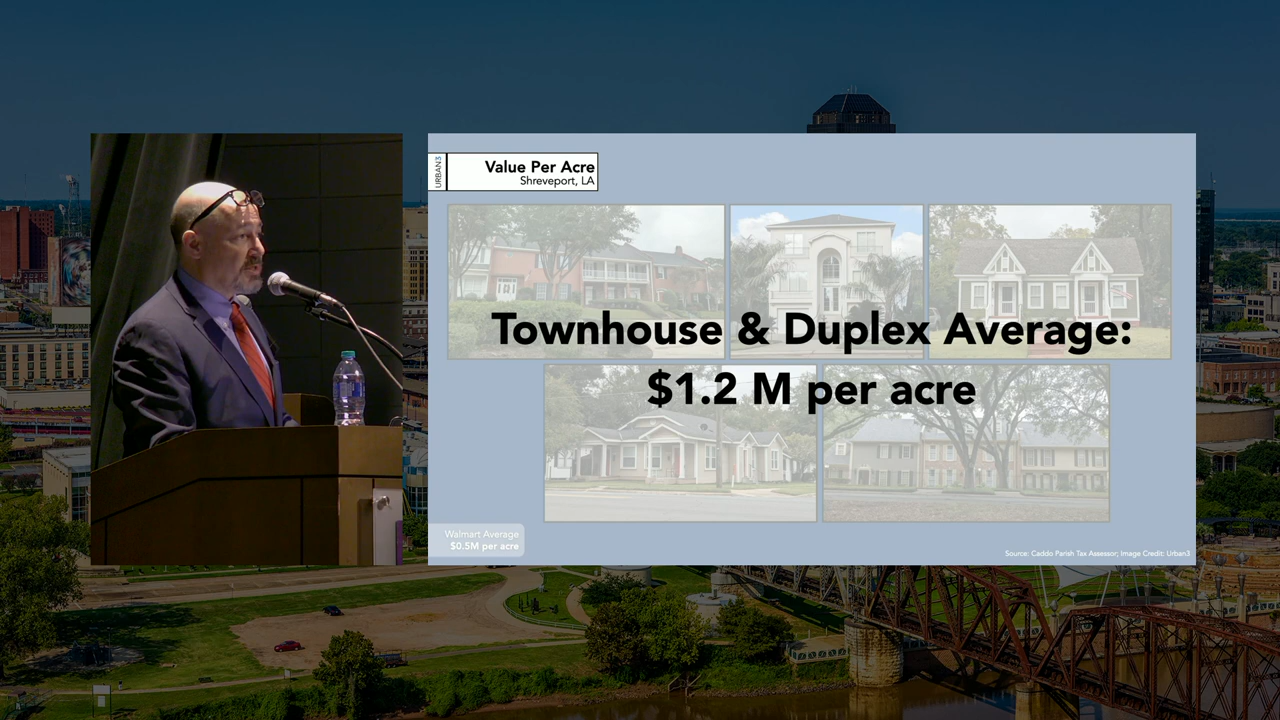 URBAN3
Value Per Acre
Shreveport, LA
Townhouse & Duplex Average:
$1.2 M per acre
Walmart Average
$0.5M per acre
Source: Caddo Parish Tax Assessor; Image Credit: Urban3